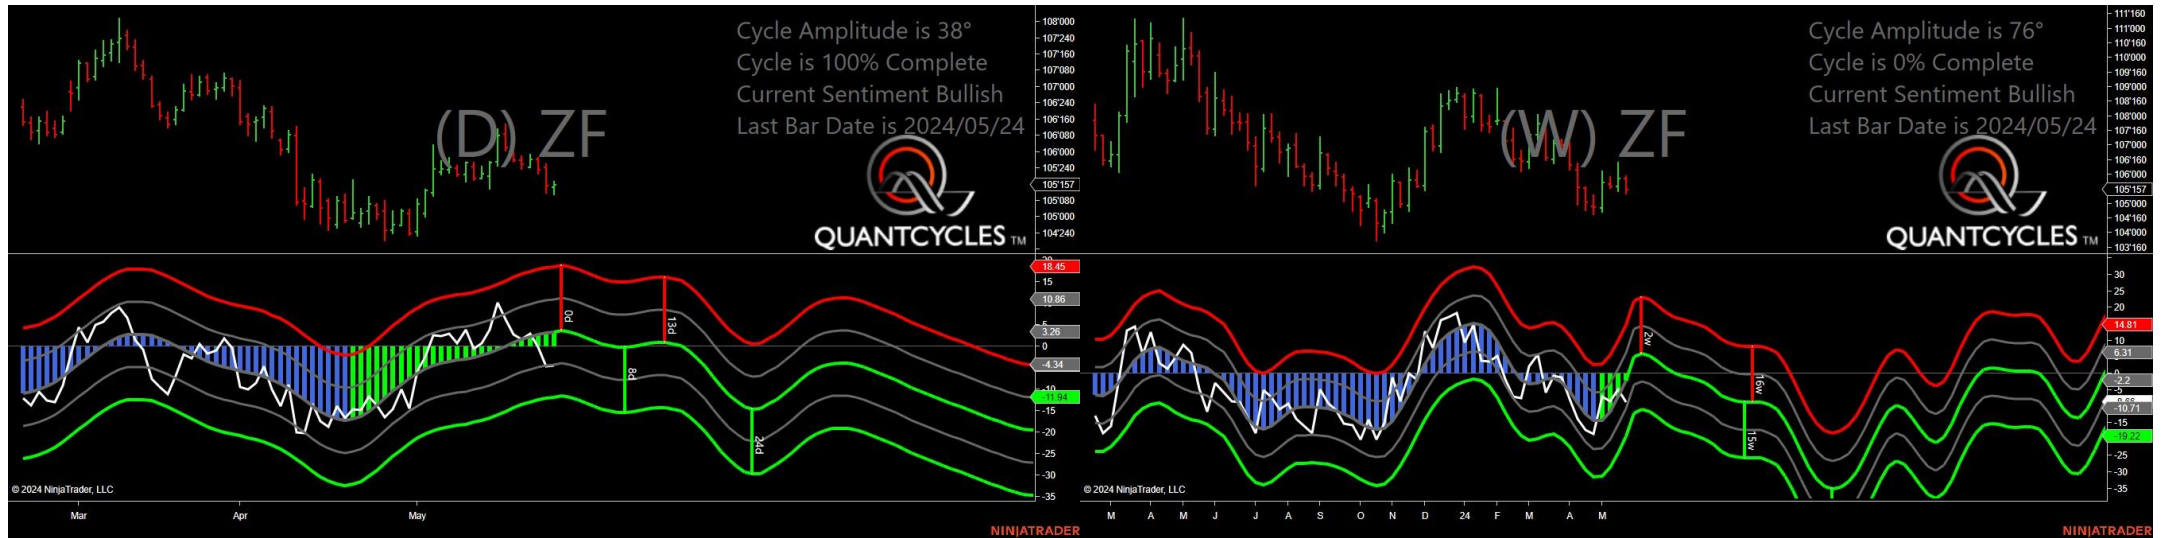 Cycle Amplitude is 38°
Cycle is 100% Complete
Current Sentiment Bullish
Last Bar Date is 2024/05/24
(D) ZF
QUANTCYCLES TM
108'000
107'240
107'160
107'080
107'000
106'240
106'160
106'080
106'000
105'240
105'157
105'080
105'000
104'240
20
18.45
15
10.86
5
3.26
0
-4.34
-10
-11.94
-15
-20
-25
-30
-35
0d
13d
8d
24d
© 2024 NinjaTrader, LLC
Mar
Apr
May
NINJATRADER
Cycle Amplitude is 76°
Cycle is 0% Complete
Current Sentiment Bullish
Last Bar Date is 2024/05/24
(W) ZF
QUANTCYCLES TM
111'160
111'000
110'160
110'000
109'160
109'000
108'160
108'000
107'160
107'000
106'160
106'000
105'157
105'000
104'160
104'000
103'160
30
25
20
14.81
10
6.31
0
-2.2
-5
-10.71
-15
-19.22
-25
-30
-35
2w
16w
15w
© 2024 NinjaTrader, LLC
M
A
M
J
J
A
S
O
N
D
24
F
M
A
M
NINJATRADER